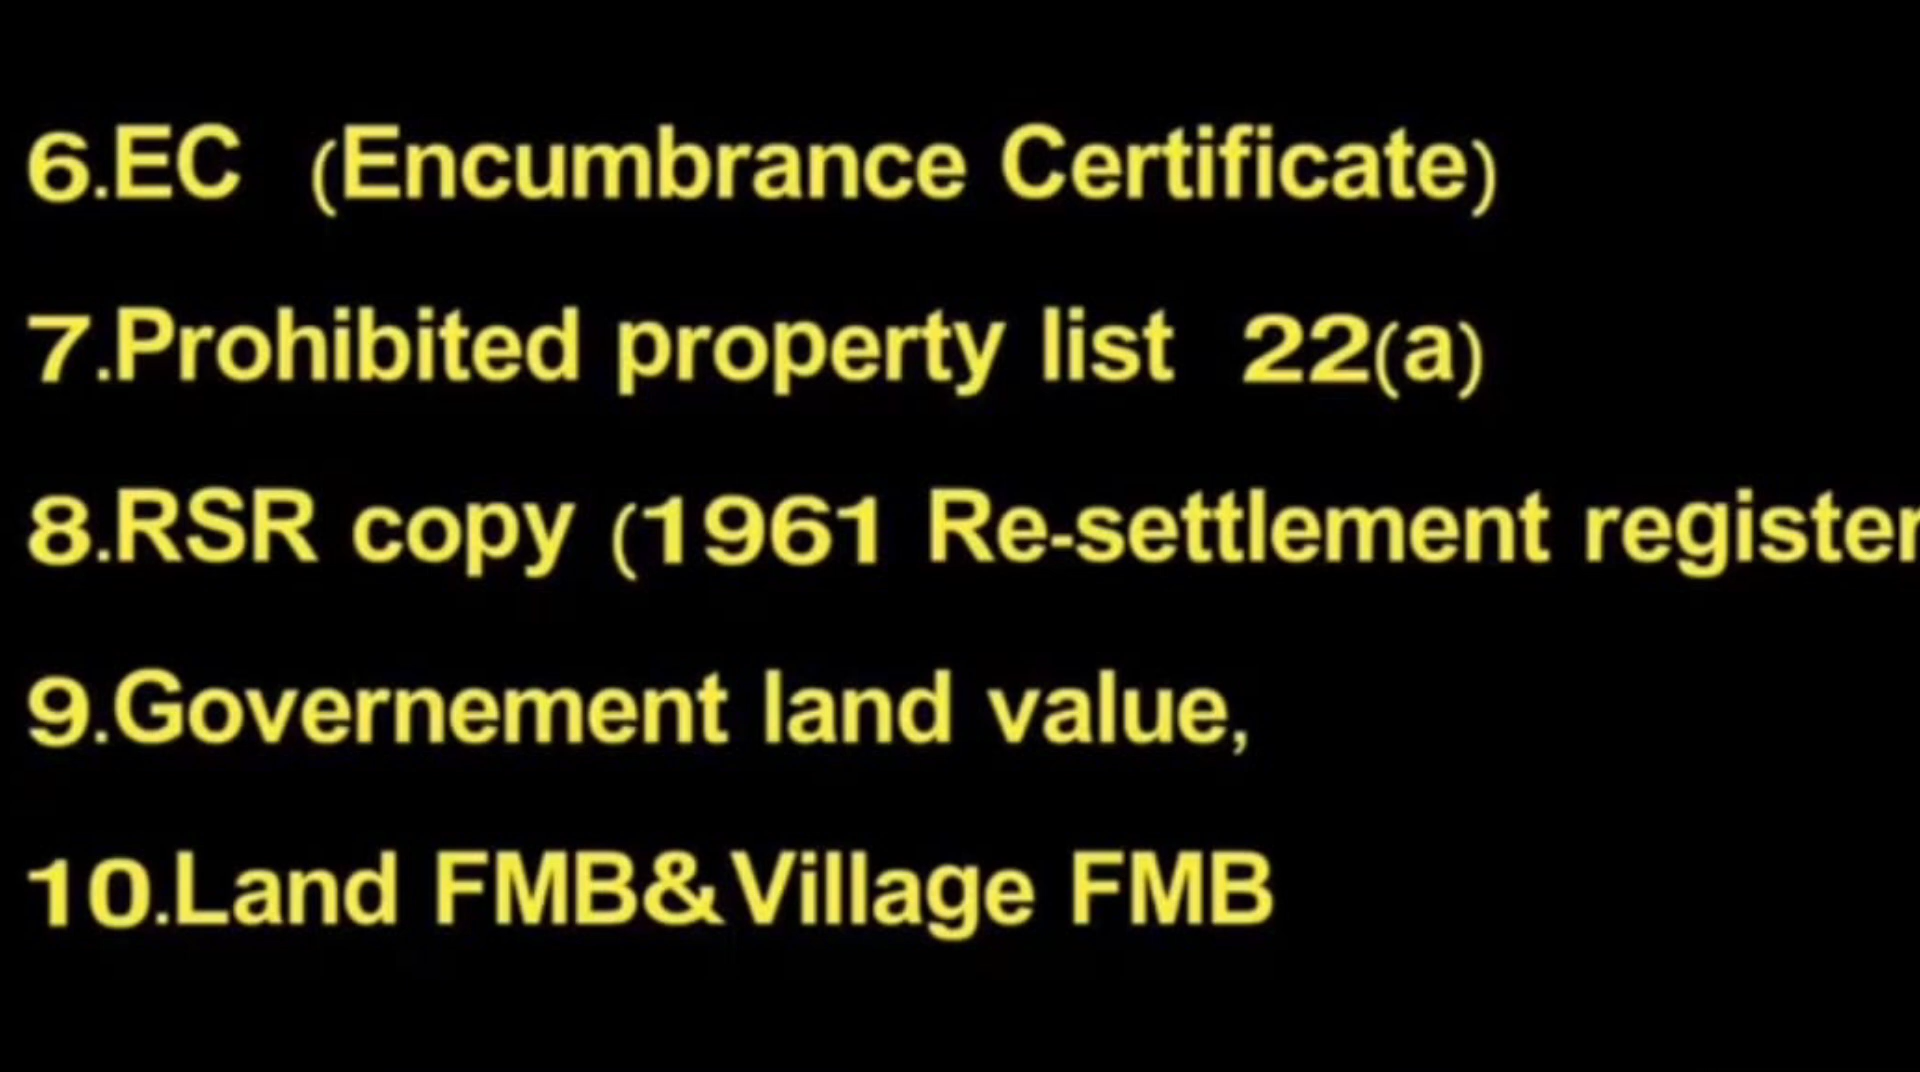 6.EC (Encumbrance Certificate)
7.Prohibited property list 22(a)
8.RSR copy (1961 Re-settlement register
9.Governement land value,
10.Land FMB&Village FMB